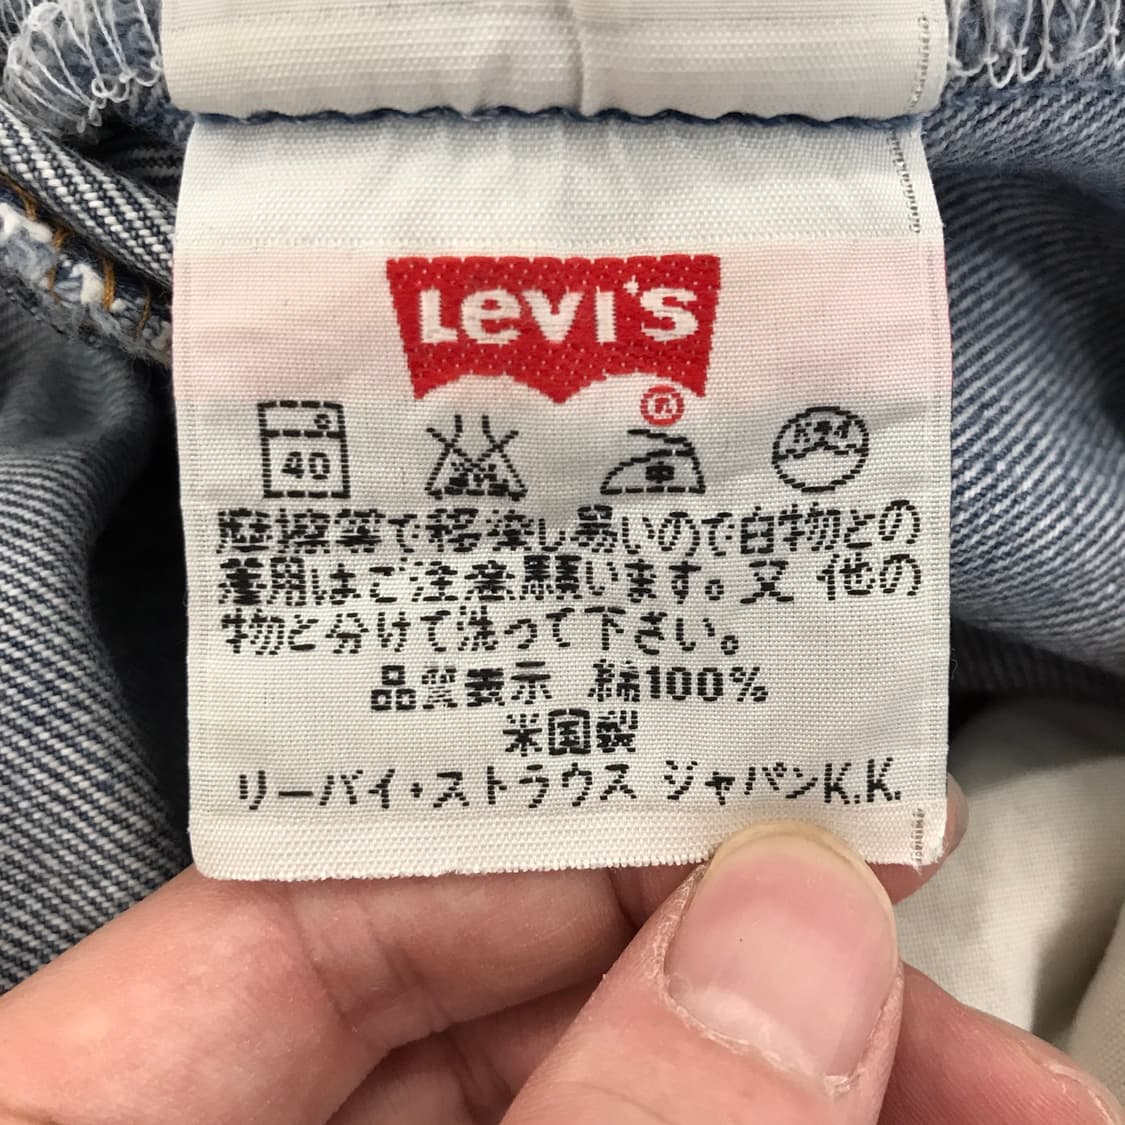 Levi's
®
40
摩擦等で移染し易いので白物との
着用はご注意願います。又 他の
物と分けて洗って下さい。
品質表示 綿100%
米国製
リーバイ・ストラウス ジャパンK.K.